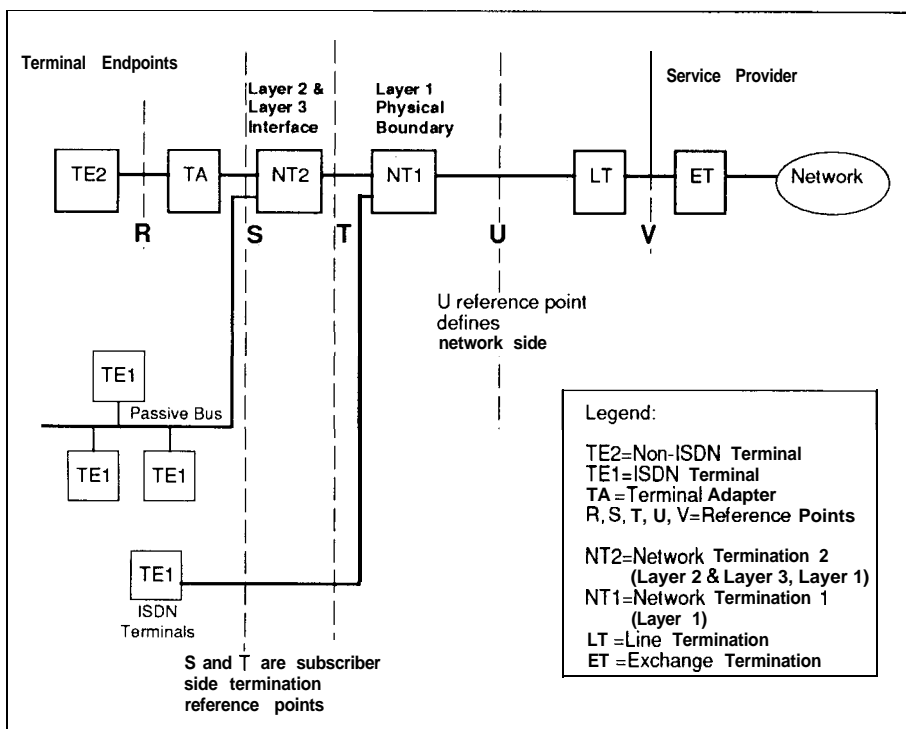 Terminal Endpoints
Service Provider
Layer 2 &
Layer 3
Interface
Layer 1
Physical
Boundary
TE2
TA
NT2
NT1
LT
ET
Network
R
S
T
U
V
U reference point
defines
network side
TE1
Passive Bus
TE1
TE1
TE1
ISDN
Terminals
S and T are subscriber
side termination
reference points
Legend:
TE2=Non-ISDN Terminal
TE1=ISDN Terminal
TA =Terminal Adapter
R, S, T, U, V=Reference Points
NT2=Network Termination 2
(Layer 2 & Layer 3, Layer 1)
NT1=Network Termination 1
(Layer 1)
LT =Line Termination
ET =Exchange Termination